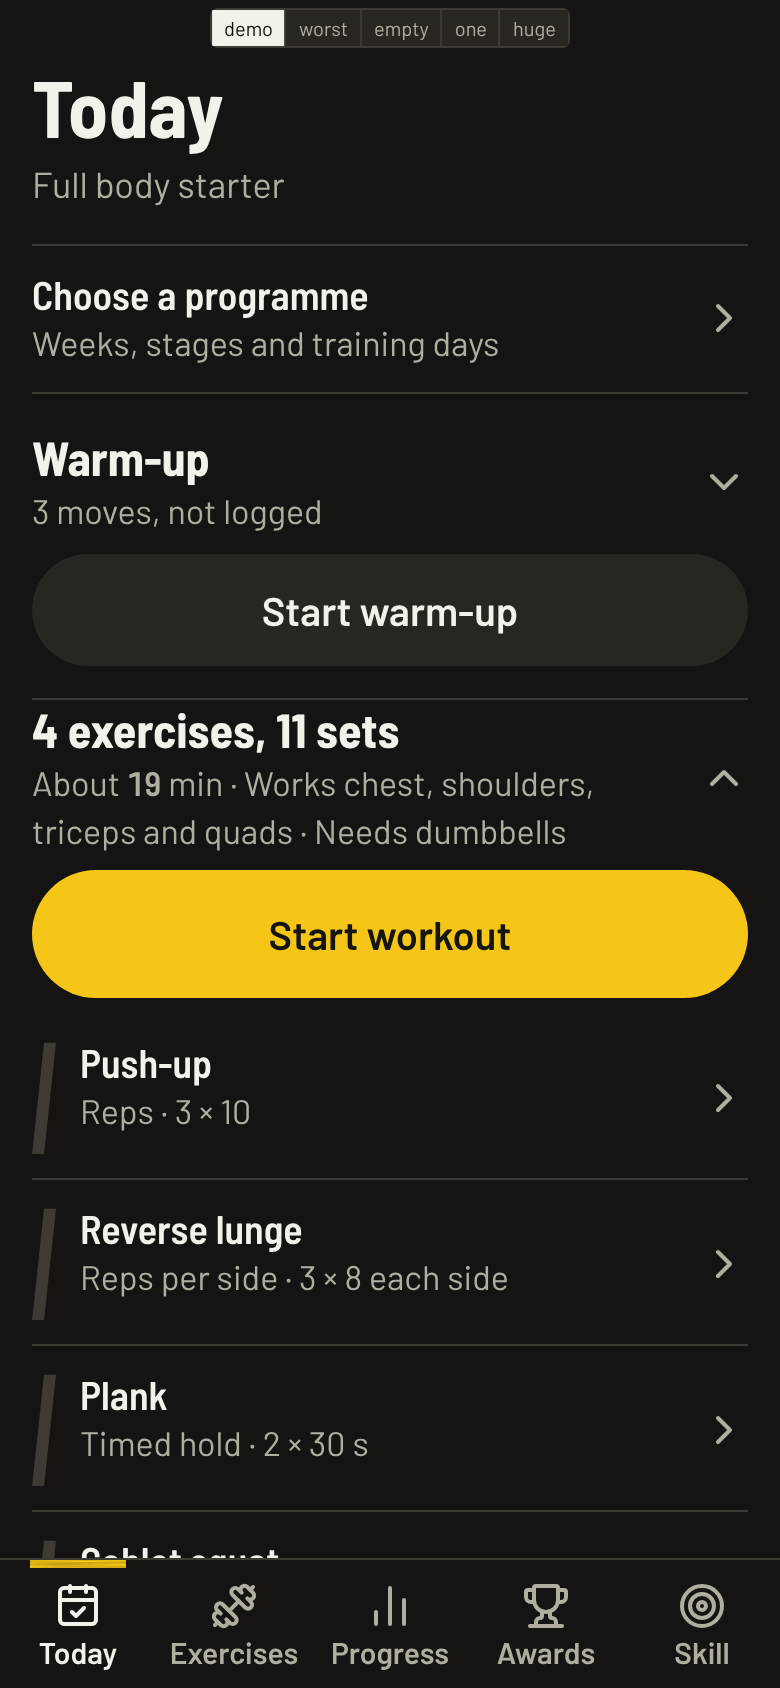 demo worst empty one huge
Today
Full body starter
Choose a programme
Weeks, stages and training days
Warm-up
3 moves, not logged
Start warm-up
4 exercises, 11 sets
About 19 min · Works chest, shoulders,
triceps and quads · Needs dumbbells
Start workout
Push-up
Reps · 3 × 10
Reverse lunge
Reps per side · 3 × 8 each side
Plank
Timed hold · 2 × 30 s
Goblet squat
Today Exercises Progress Awards Skill